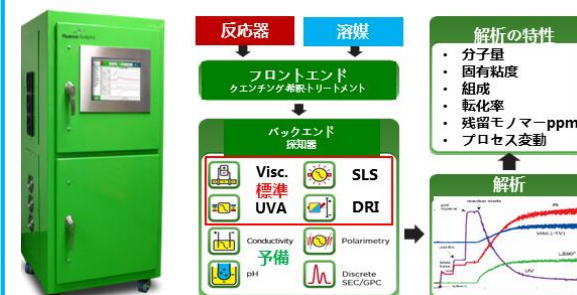 反応器
溶媒
フロントエンド
クエンチング 希釈トリートメント
バックエンド
探知器
Visc.
SLS
標準
UVA
DRI
Conductivity
Polarimetry
予備
pH
Discrete
SEC/GPC
解析の特性
・ 分子量
・ 固有粘度
・ 組成
・ 転化率
・ 残留モノマーppm
・ プロセス変動
解析
UV